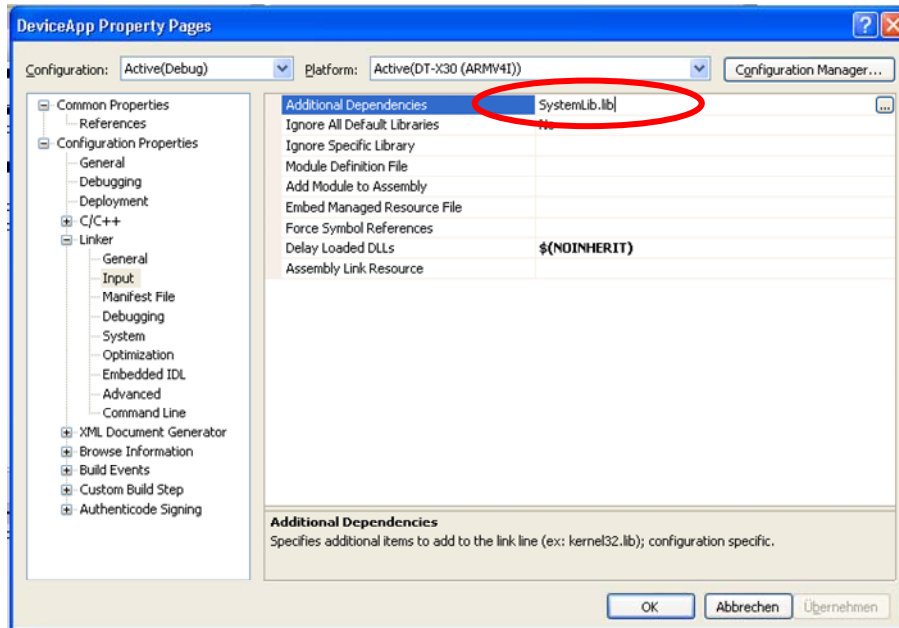 DeviceApp Property Pages
Configuration: Active(Debug) Platform: Active(DT-X30 (ARMV4I)) Configuration Manager...
Common Properties
References
Configuration Properties
General
Debugging
Deployment
C/C++
Linker
General
Input
Manifest File
Debugging
System
Optimization
Embedded IDL
Advanced
Command Line
XML Document Generator
Browse Information
Build Events
Custom Build Step
Authenticode Signing
Additional Dependencies SystemLib.lib ...
Ignore All Default Libraries No
Ignore Specific Library
Module Definition File
Add Module to Assembly
Embed Managed Resource File
Force Symbol References
Delay Loaded DLLs $(NOINHERIT)
Assembly Link Resource
Additional Dependencies
Specifies additional items to add to the link line (ex: kernel32.lib); configuration specific.
OK Abbrechen Übernehmen